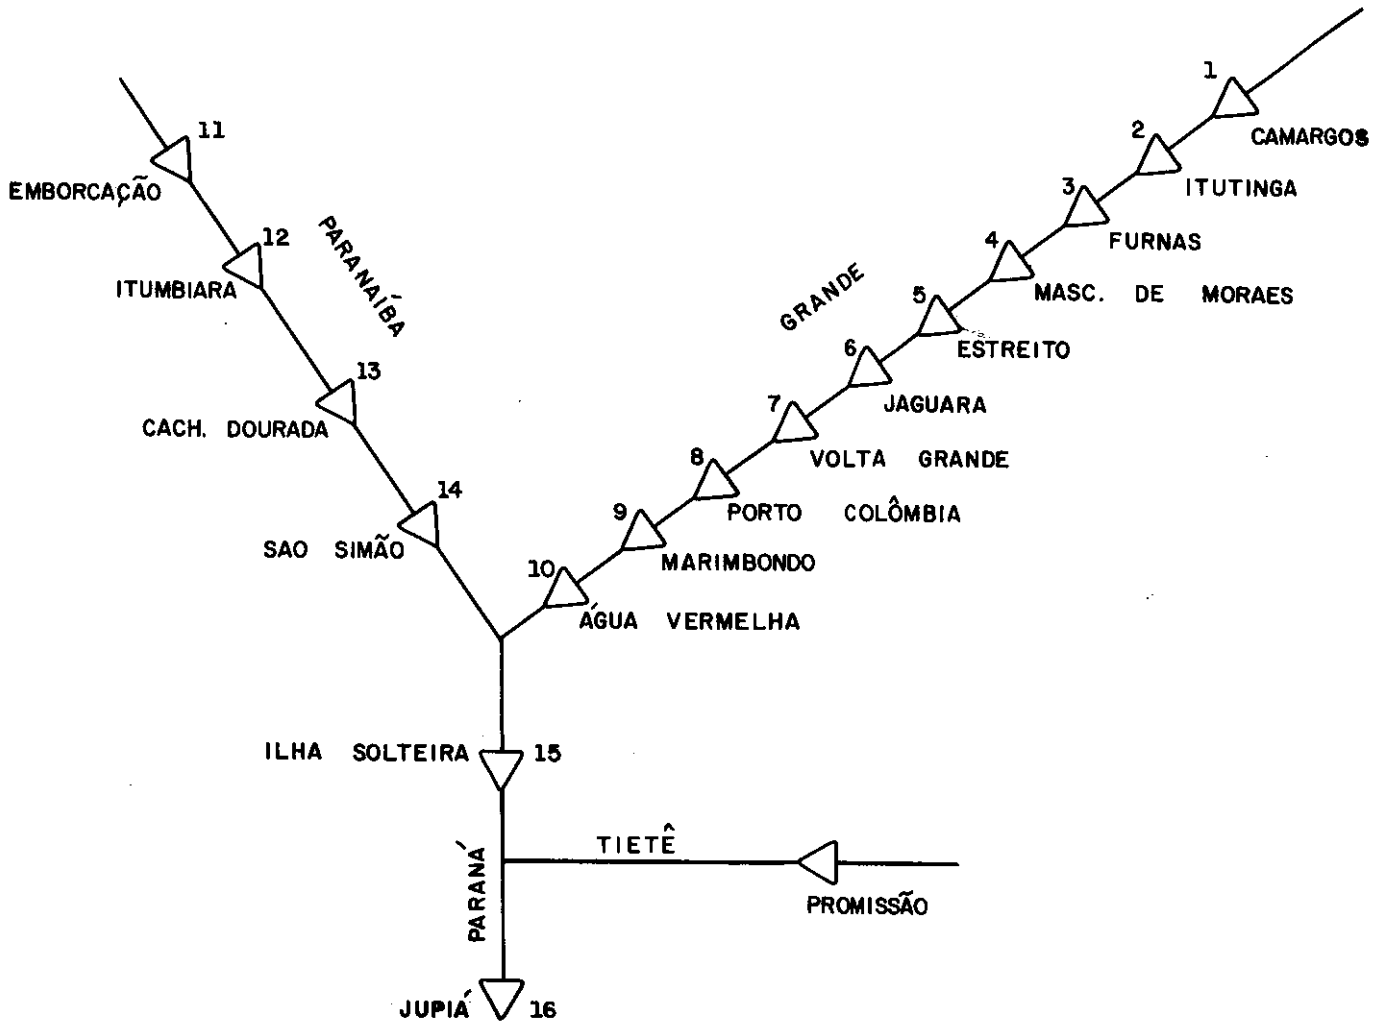 1
CAMARGOS
2
ITUTINGA
3
FURNAS
4
MASC. DE MORAES
5
ESTREITO
6
JAGUARA
7
VOLTA GRANDE
8
PORTO COLÔMBIA
9
MARIMBONDO
10
ÁGUA VERMELHA
GRANDE
11
EMBORCAÇÃO
12
ITUMBIARA
PARANAÍBA
13
CACH. DOURADA
14
SAO SIMÃO
ILHA SOLTEIRA 15
TIETÊ
PROMISSÃO
PARANÁ
JUPIÁ 16